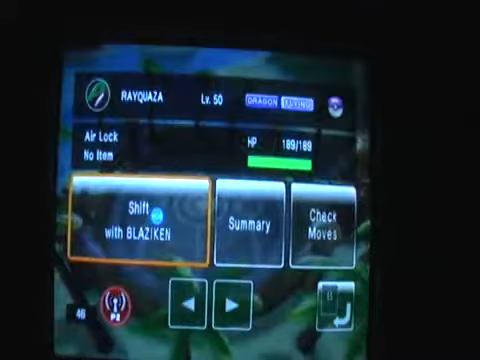 RAYQUAZA Lv. 50 DRAGON FLYING
Air Lock HP 189/189
No Item
Shift
with BLAZIKEN
Summary
Check
Moves
46 P2 B